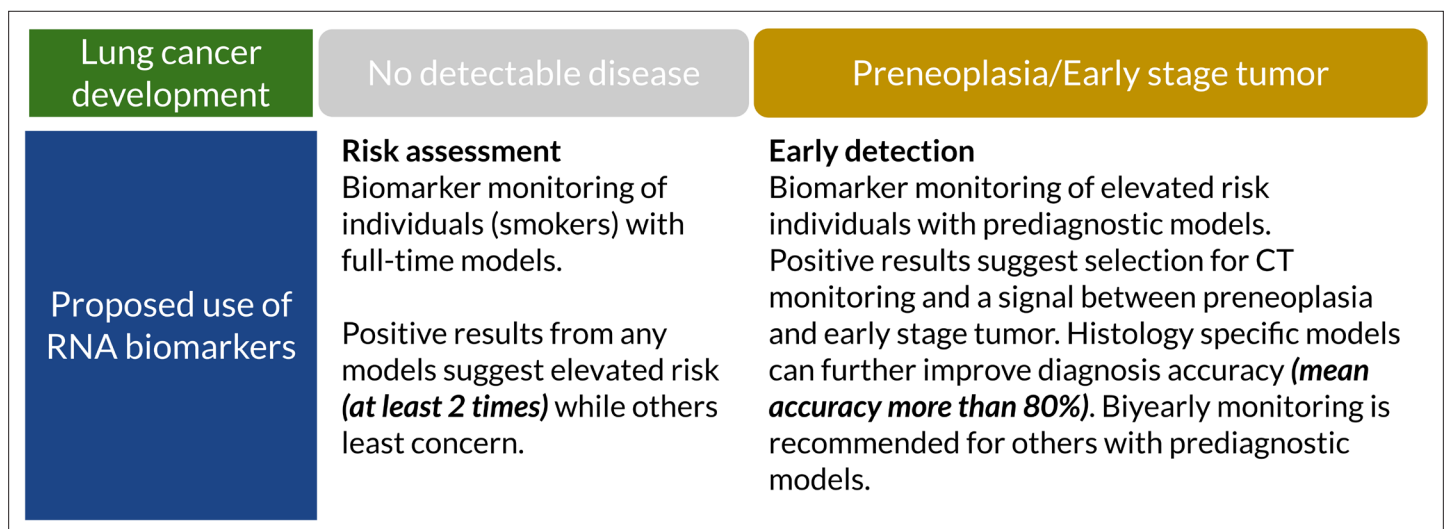 Lung cancer
development
No detectable disease
Preneoplasia/Early stage tumor
Proposed use of
RNA biomarkers
Risk assessment
Biomarker monitoring of
individuals (smokers) with
full-time models.
Positive results from any
models suggest elevated risk
(at least 2 times) while others
least concern.
Early detection
Biomarker monitoring of elevated risk
individuals with prediagnostic models.
Positive results suggest selection for CT
monitoring and a signal between preneoplasia
and early stage tumor. Histology specific models
can further improve diagnosis accuracy (mean
accuracy more than 80%). Biyearly monitoring is
recommended for others with prediagnostic
models.